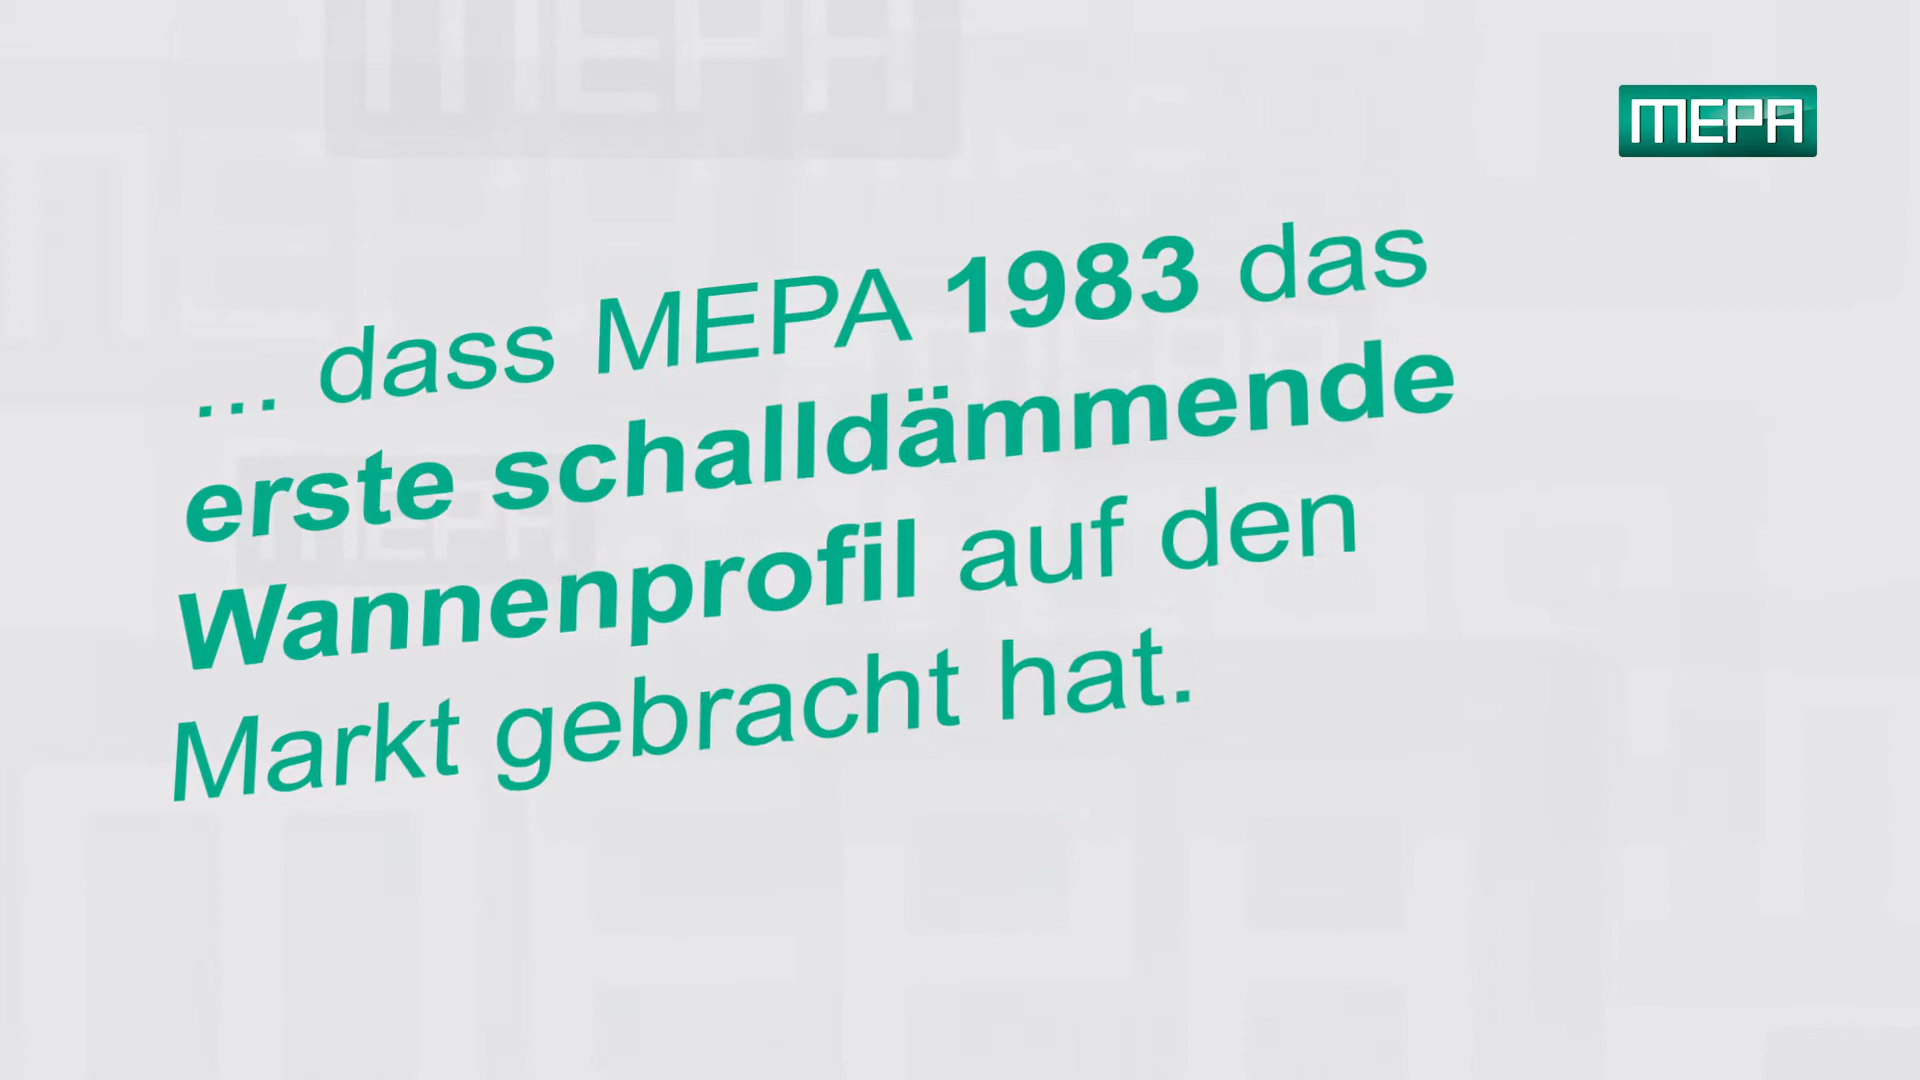 MEPA
... dass MEPA 1983 das
erste schalldämmende
Wannenprofil auf den
Markt gebracht hat.